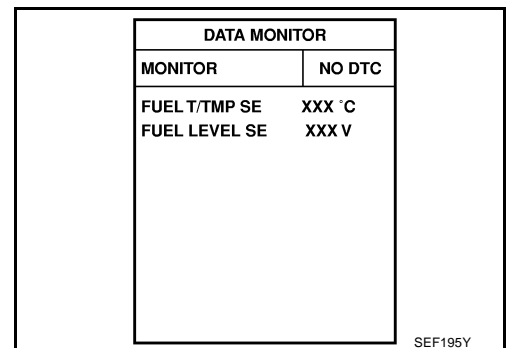 DATA MONITOR
MONITOR NO DTC
FUEL T/TMP SE XXX °C
FUEL LEVEL SE XXX V
SEF195Y